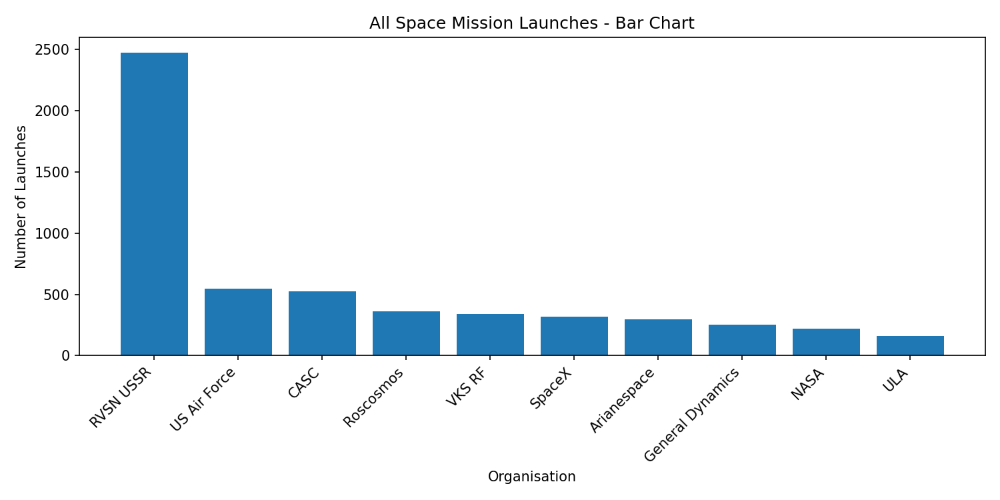 All Space Mission Launches - Bar Chart
Number of Launches
2500
2000
1500
1000
500
0
RVSN USSR
US Air Force
CASC
Roscosmos
VKS RF
SpaceX
Arianespace
General Dynamics
NASA
ULA
Organisation